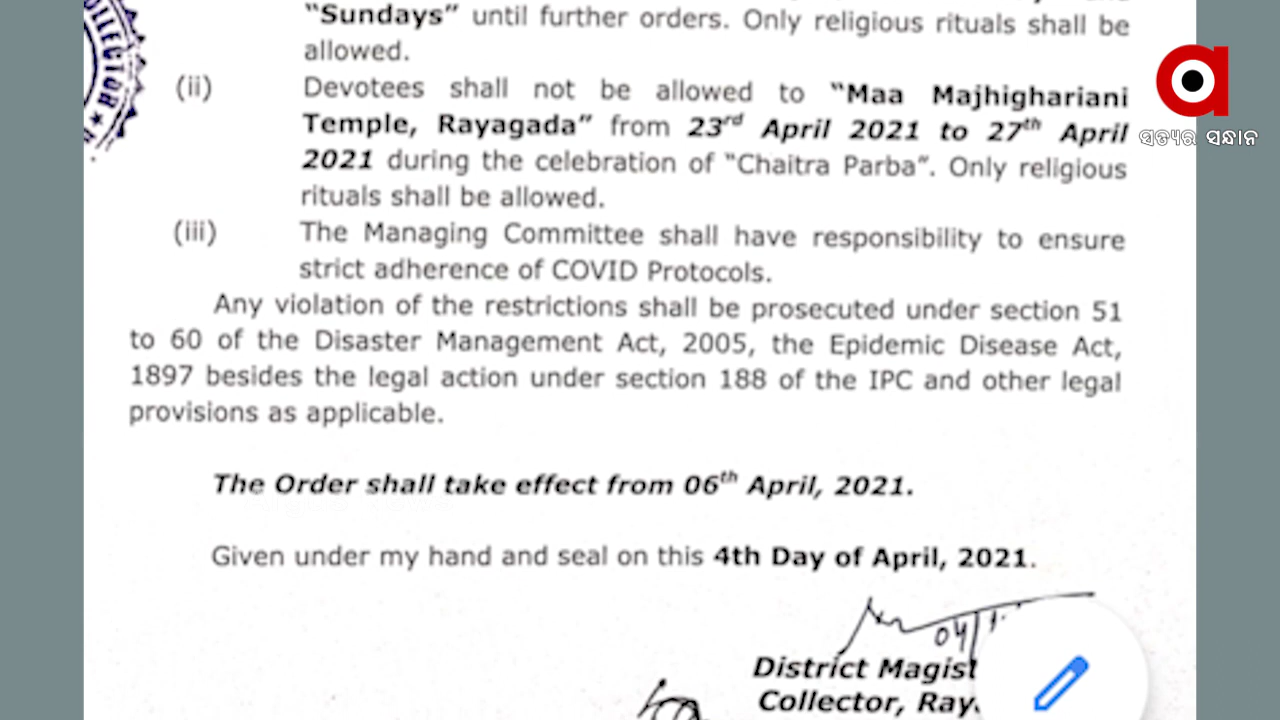 "Sundays" until further orders. Only religious rituals shall be
allowed.
(ii) Devotees shall not be allowed to "Maa Majhighariani
Temple, Rayagada" from 23rd April 2021 to 27th April
2021 during the celebration of "Chaitra Parba". Only religious
rituals shall be allowed.
(iii) The Managing Committee shall have responsibility to ensure
strict adherence of COVID Protocols.
Any violation of the restrictions shall be prosecuted under section 51
to 60 of the Disaster Management Act, 2005, the Epidemic Disease Act,
1897 besides the legal action under section 188 of the IPC and other legal
provisions as applicable.
The Order shall take effect from 06th April, 2021.
Given under my hand and seal on this 4th Day of April, 2021.
District Magist
Collector, Ray
ସତ୍ୟର ସନ୍ଧାନ